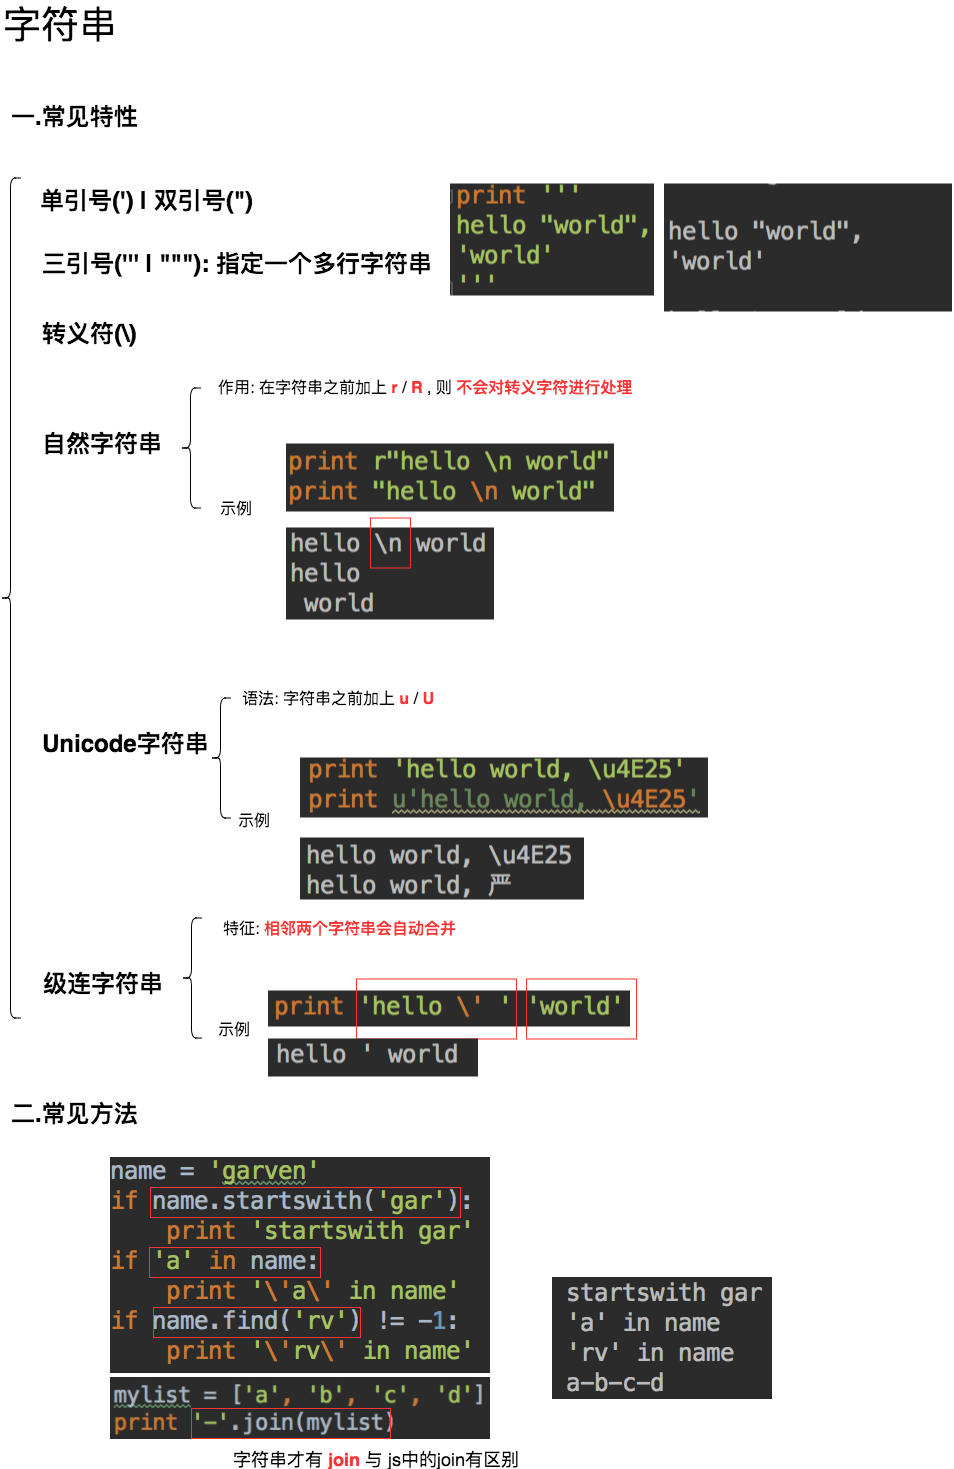 字符串
一.常见特性
单引号(') | 双引号(")
三引号(''' | """): 指定一个多行字符串
print '''
hello "world",
'world'
'''
hello "world",
'world'
转义符(\)
自然字符串
作用: 在字符串之前加上 r / R , 则 不会对转义字符进行处理
示例
print r"hello \n world"
print "hello \n world"
hello \n world
hello
 world
Unicode字符串
语法: 字符串之前加上 u / U
示例
print 'hello world, \u4E25'
print u'hello world, \u4E25'
hello world, \u4E25
hello world, 严
级连字符串
特征: 相邻两个字符串会自动合并
示例
print 'hello \' ' 'world'
hello ' world
二.常见方法
name = 'garven'
if name.startswith('gar'):
    print 'startswith gar'
if 'a' in name:
    print '\'a\' in name'
if name.find('rv') != -1:
    print '\'rv\' in name'
mylist = ['a', 'b', 'c', 'd']
print '-'.join(mylist)
startswith gar
'a' in name
'rv' in name
a-b-c-d
字符串才有 join 与 js中的join有区别